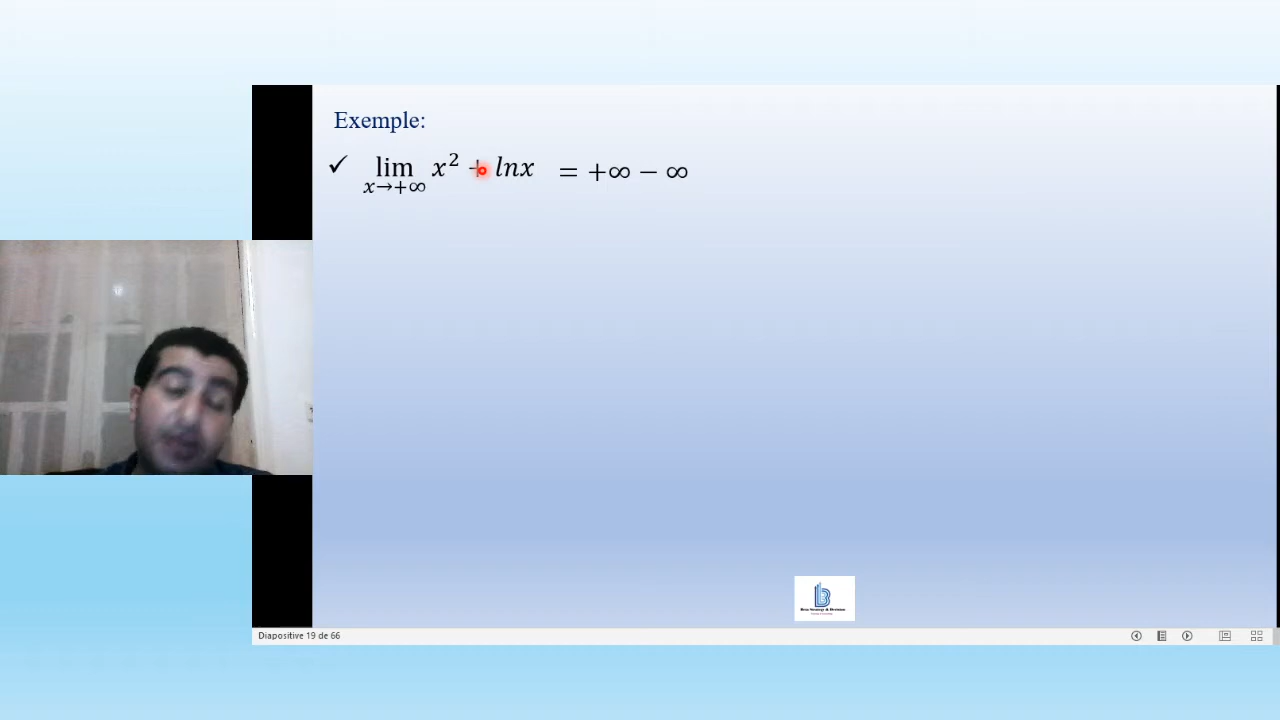 Exemple:
✓ lim x→+∞ x² + lnx = +∞ − ∞
Diapositive 19 de 66